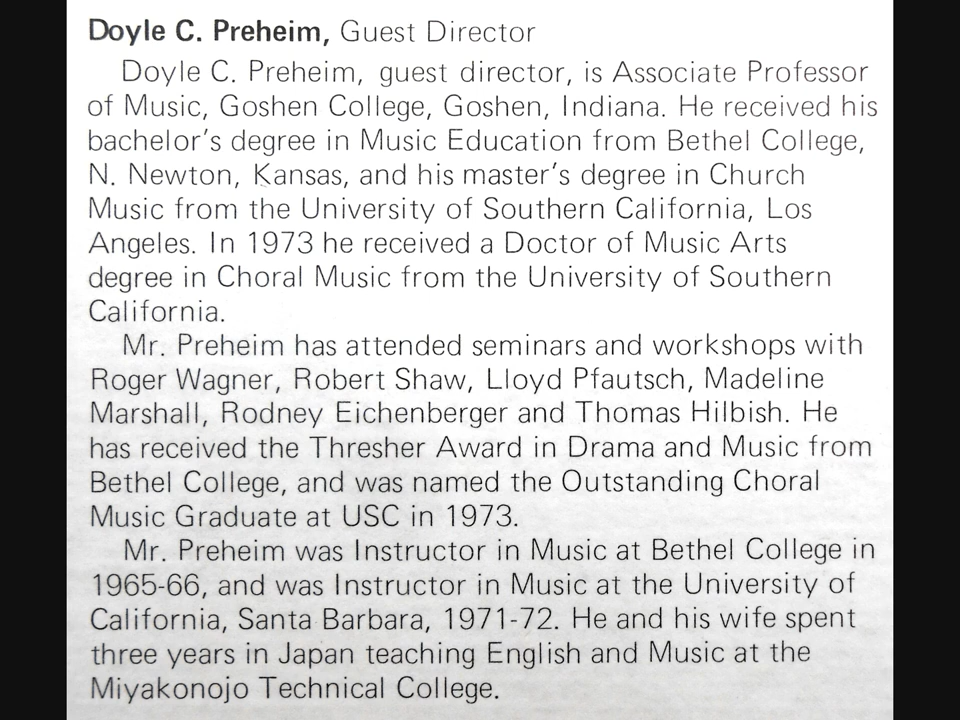 Doyle C. Preheim, Guest Director
Doyle C. Preheim, guest director, is Associate Professor
of Music, Goshen College, Goshen, Indiana. He received his
bachelor's degree in Music Education from Bethel College,
N. Newton, Kansas, and his master's degree in Church
Music from the University of Southern California, Los
Angeles. In 1973 he received a Doctor of Music Arts
degree in Choral Music from the University of Southern
California.
Mr. Preheim has attended seminars and workshops with
Roger Wagner, Robert Shaw, Lloyd Pfautsch, Madeline
Marshall, Rodney Eichenberger and Thomas Hilbish. He
has received the Thresher Award in Drama and Music from
Bethel College, and was named the Outstanding Choral
Music Graduate at USC in 1973.
Mr. Preheim was Instructor in Music at Bethel College in
1965-66, and was Instructor in Music at the University of
California, Santa Barbara, 1971-72. He and his wife spent
three years in Japan teaching English and Music at the
Miyakonojo Technical College.